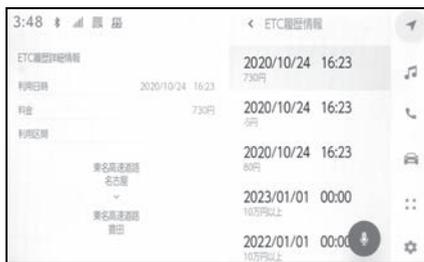 3:48
ETC履歴詳細情報
利用日時 2020/10/24 16:23
料金 730円
利用区間
東名高速道路
名古屋
東名高速道路
豊田
ETC履歴情報
2020/10/24 16:23
730円
2020/10/24 16:23
-5円
2020/10/24 16:23
80円
2023/01/01 00:00
10万円以上
2022/01/01 00:00
10万円以上